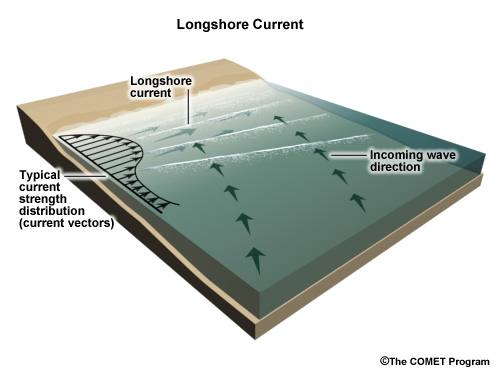 Longshore Current
Longshore
current
Incoming wave
direction
Typical
current
strength
distribution
(current vectors)
©The COMET Program